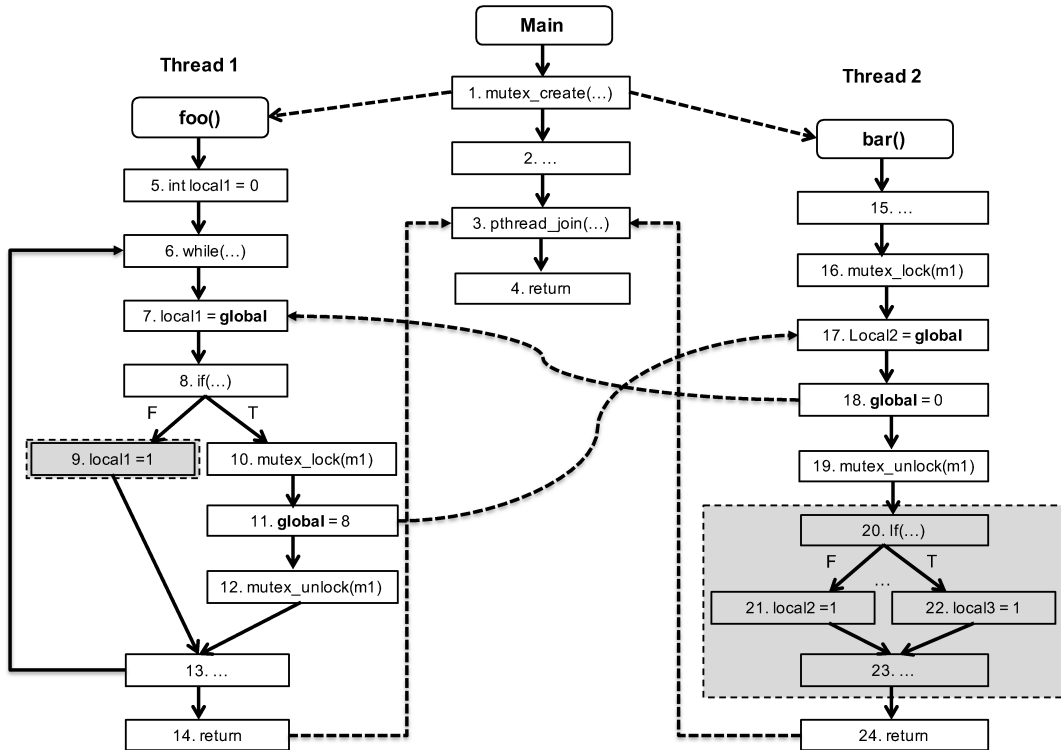 Main
Thread 1
Thread 2
1. mutex_create(…)
foo()
bar()
2. …
5. int local1 = 0
15. …
3. pthread_join(…)
6. while(…)
16. mutex_lock(m1)
4. return
7. local1 = global
17. Local2 = global
8. if(…)
18. global = 0
F
T
9. local1 =1
10. mutex_lock(m1)
19. mutex_unlock(m1)
11. global = 8
20. If(…)
F
T
…
12. mutex_unlock(m1)
21. local2 =1
22. local3 = 1
13. …
23. …
14. return
24. return